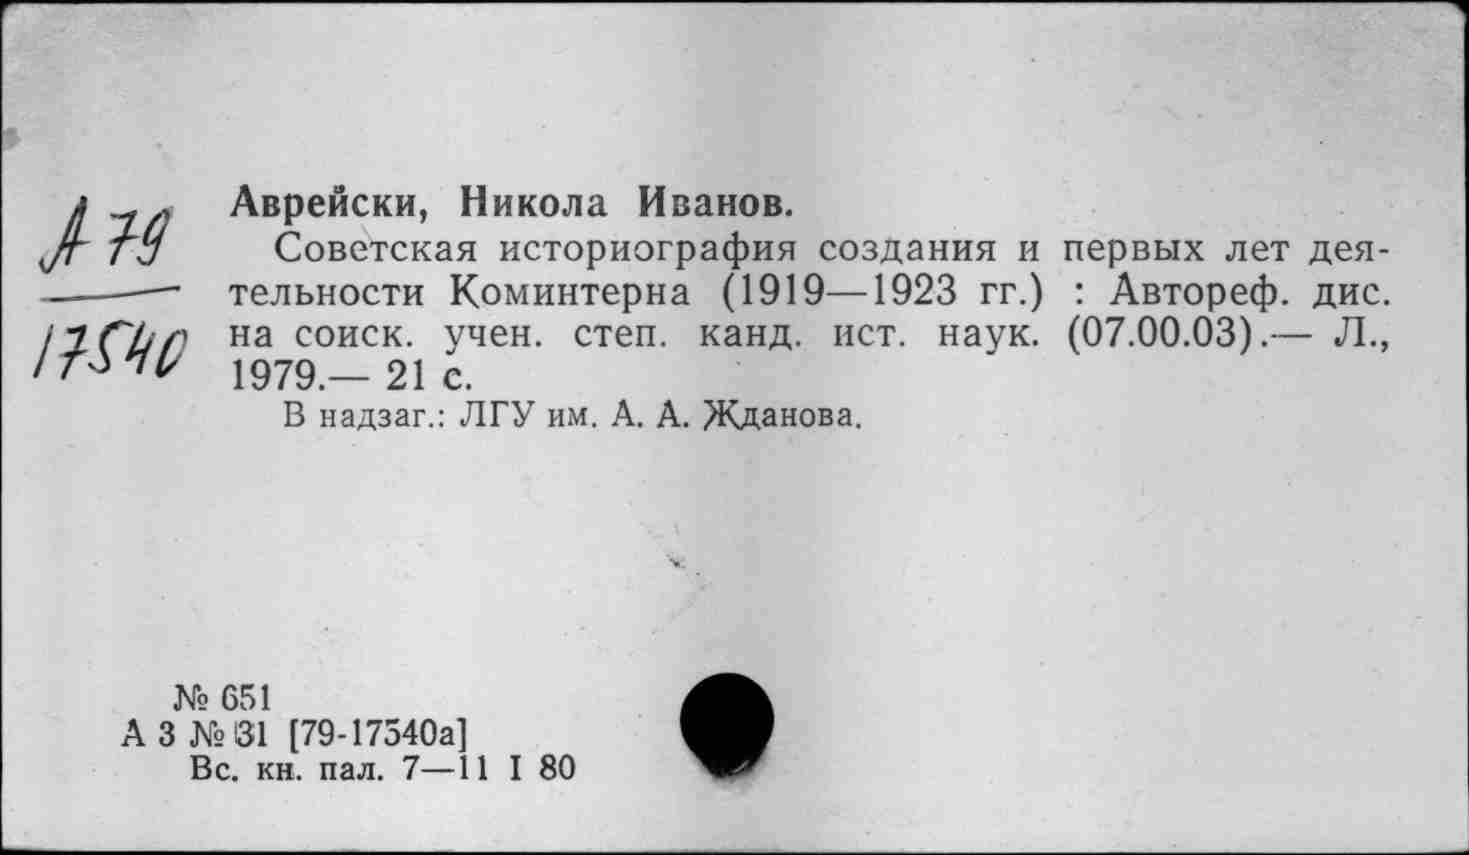 А 79
17540
Аврейски, Никола Иванов.
Советская историография создания и первых лет дея-
тельности Коминтерна (1919—1923 гг.) : Автореф. дис.
на соиск. учен. степ. канд. ист. наук. (07.00.03).— Л.,
1979.— 21 с.
В надзаг.: ЛГУ им. А. А. Жданова.
№ 651
А 3 № 31 [79-17540а]
Вс. кн. пал. 7—11 I 80